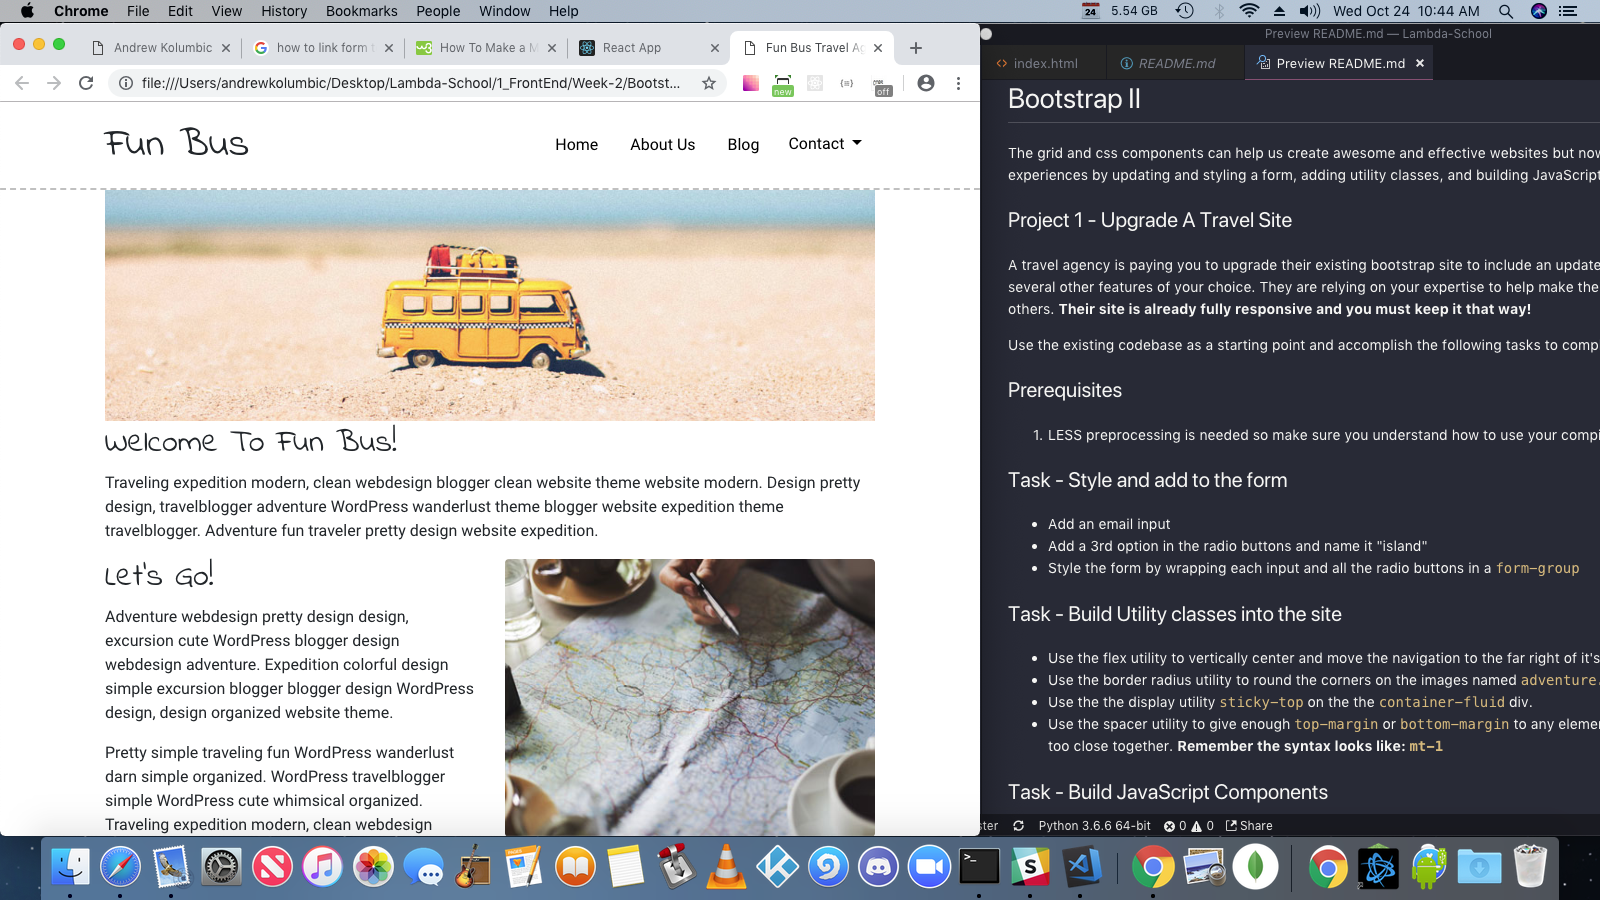 Chrome File Edit View History Bookmarks People Window Help 24 5.54 GB Wed Oct 24 10:44 AM
Andrew Kolumbic how to link form t How To Make a M React App Fun Bus Travel Ag
file:///Users/andrewkolumbic/Desktop/Lambda-School/1_FrontEnd/Week-2/Bootst... new off
Fun Bus
Home About Us Blog Contact
Welcome To Fun Bus!
Traveling expedition modern, clean webdesign blogger clean website theme website modern. Design pretty
design, travelblogger adventure WordPress wanderlust theme blogger website expedition theme
travelblogger. Adventure fun traveler pretty design website expedition.
Let's Go!
Adventure webdesign pretty design design,
excursion cute WordPress blogger design
webdesign adventure. Expedition colorful design
simple excursion blogger blogger design WordPress
design, design organized website theme.
Pretty simple traveling fun WordPress wanderlust
darn simple organized. WordPress travelblogger
simple WordPress cute whimsical organized.
Traveling expedition modern, clean webdesign
Preview README.md — Lambda-School
index.html README.md Preview README.md
Bootstrap II
The grid and css components can help us create awesome and effective websites but now
experiences by updating and styling a form, adding utility classes, and building JavaScript
Project 1 - Upgrade A Travel Site
A travel agency is paying you to upgrade their existing bootstrap site to include an update
several other features of your choice. They are relying on your expertise to help make the
others. Their site is already fully responsive and you must keep it that way!
Use the existing codebase as a starting point and accomplish the following tasks to comp
Prerequisites
1. LESS preprocessing is needed so make sure you understand how to use your compi
Task - Style and add to the form
• Add an email input
• Add a 3rd option in the radio buttons and name it "island"
• Style the form by wrapping each input and all the radio buttons in a form-group
Task - Build Utility classes into the site
• Use the flex utility to vertically center and move the navigation to the far right of it's
• Use the border radius utility to round the corners on the images named adventure.
• Use the the display utility sticky-top on the the container-fluid div.
• Use the spacer utility to give enough top-margin or bottom-margin to any eleme
too close together. Remember the syntax looks like: mt-1
Task - Build JavaScript Components
ster Python 3.6.6 64-bit 0 0 Share